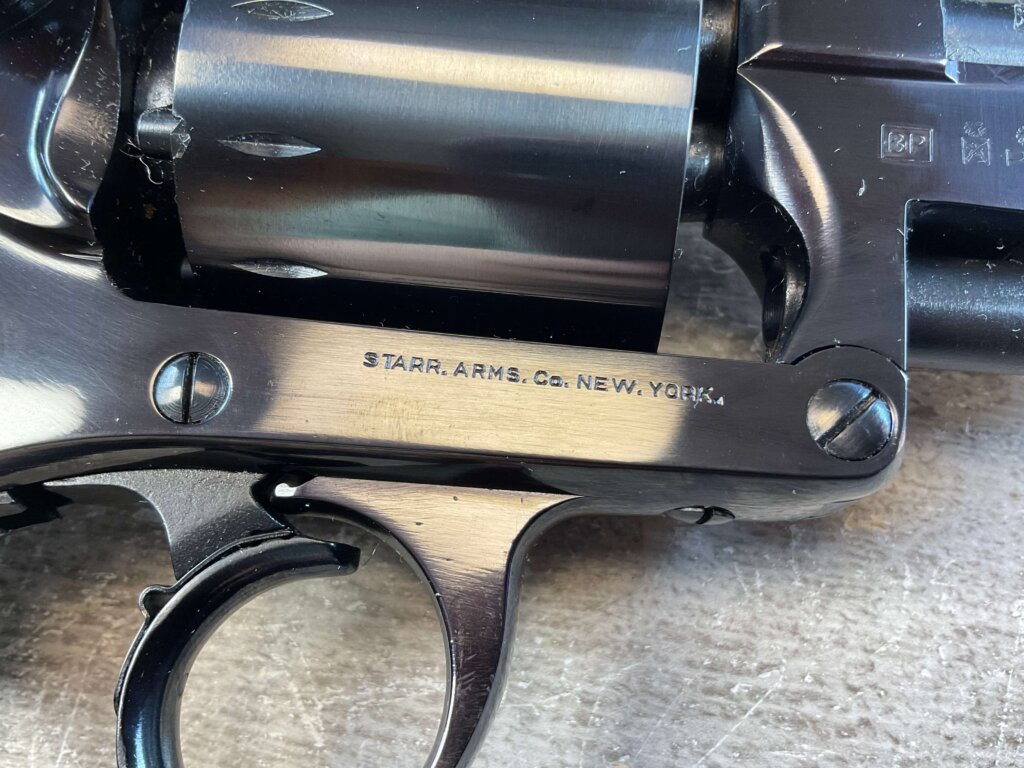 BP
STARR. ARMS. Co. NEW. YORK.